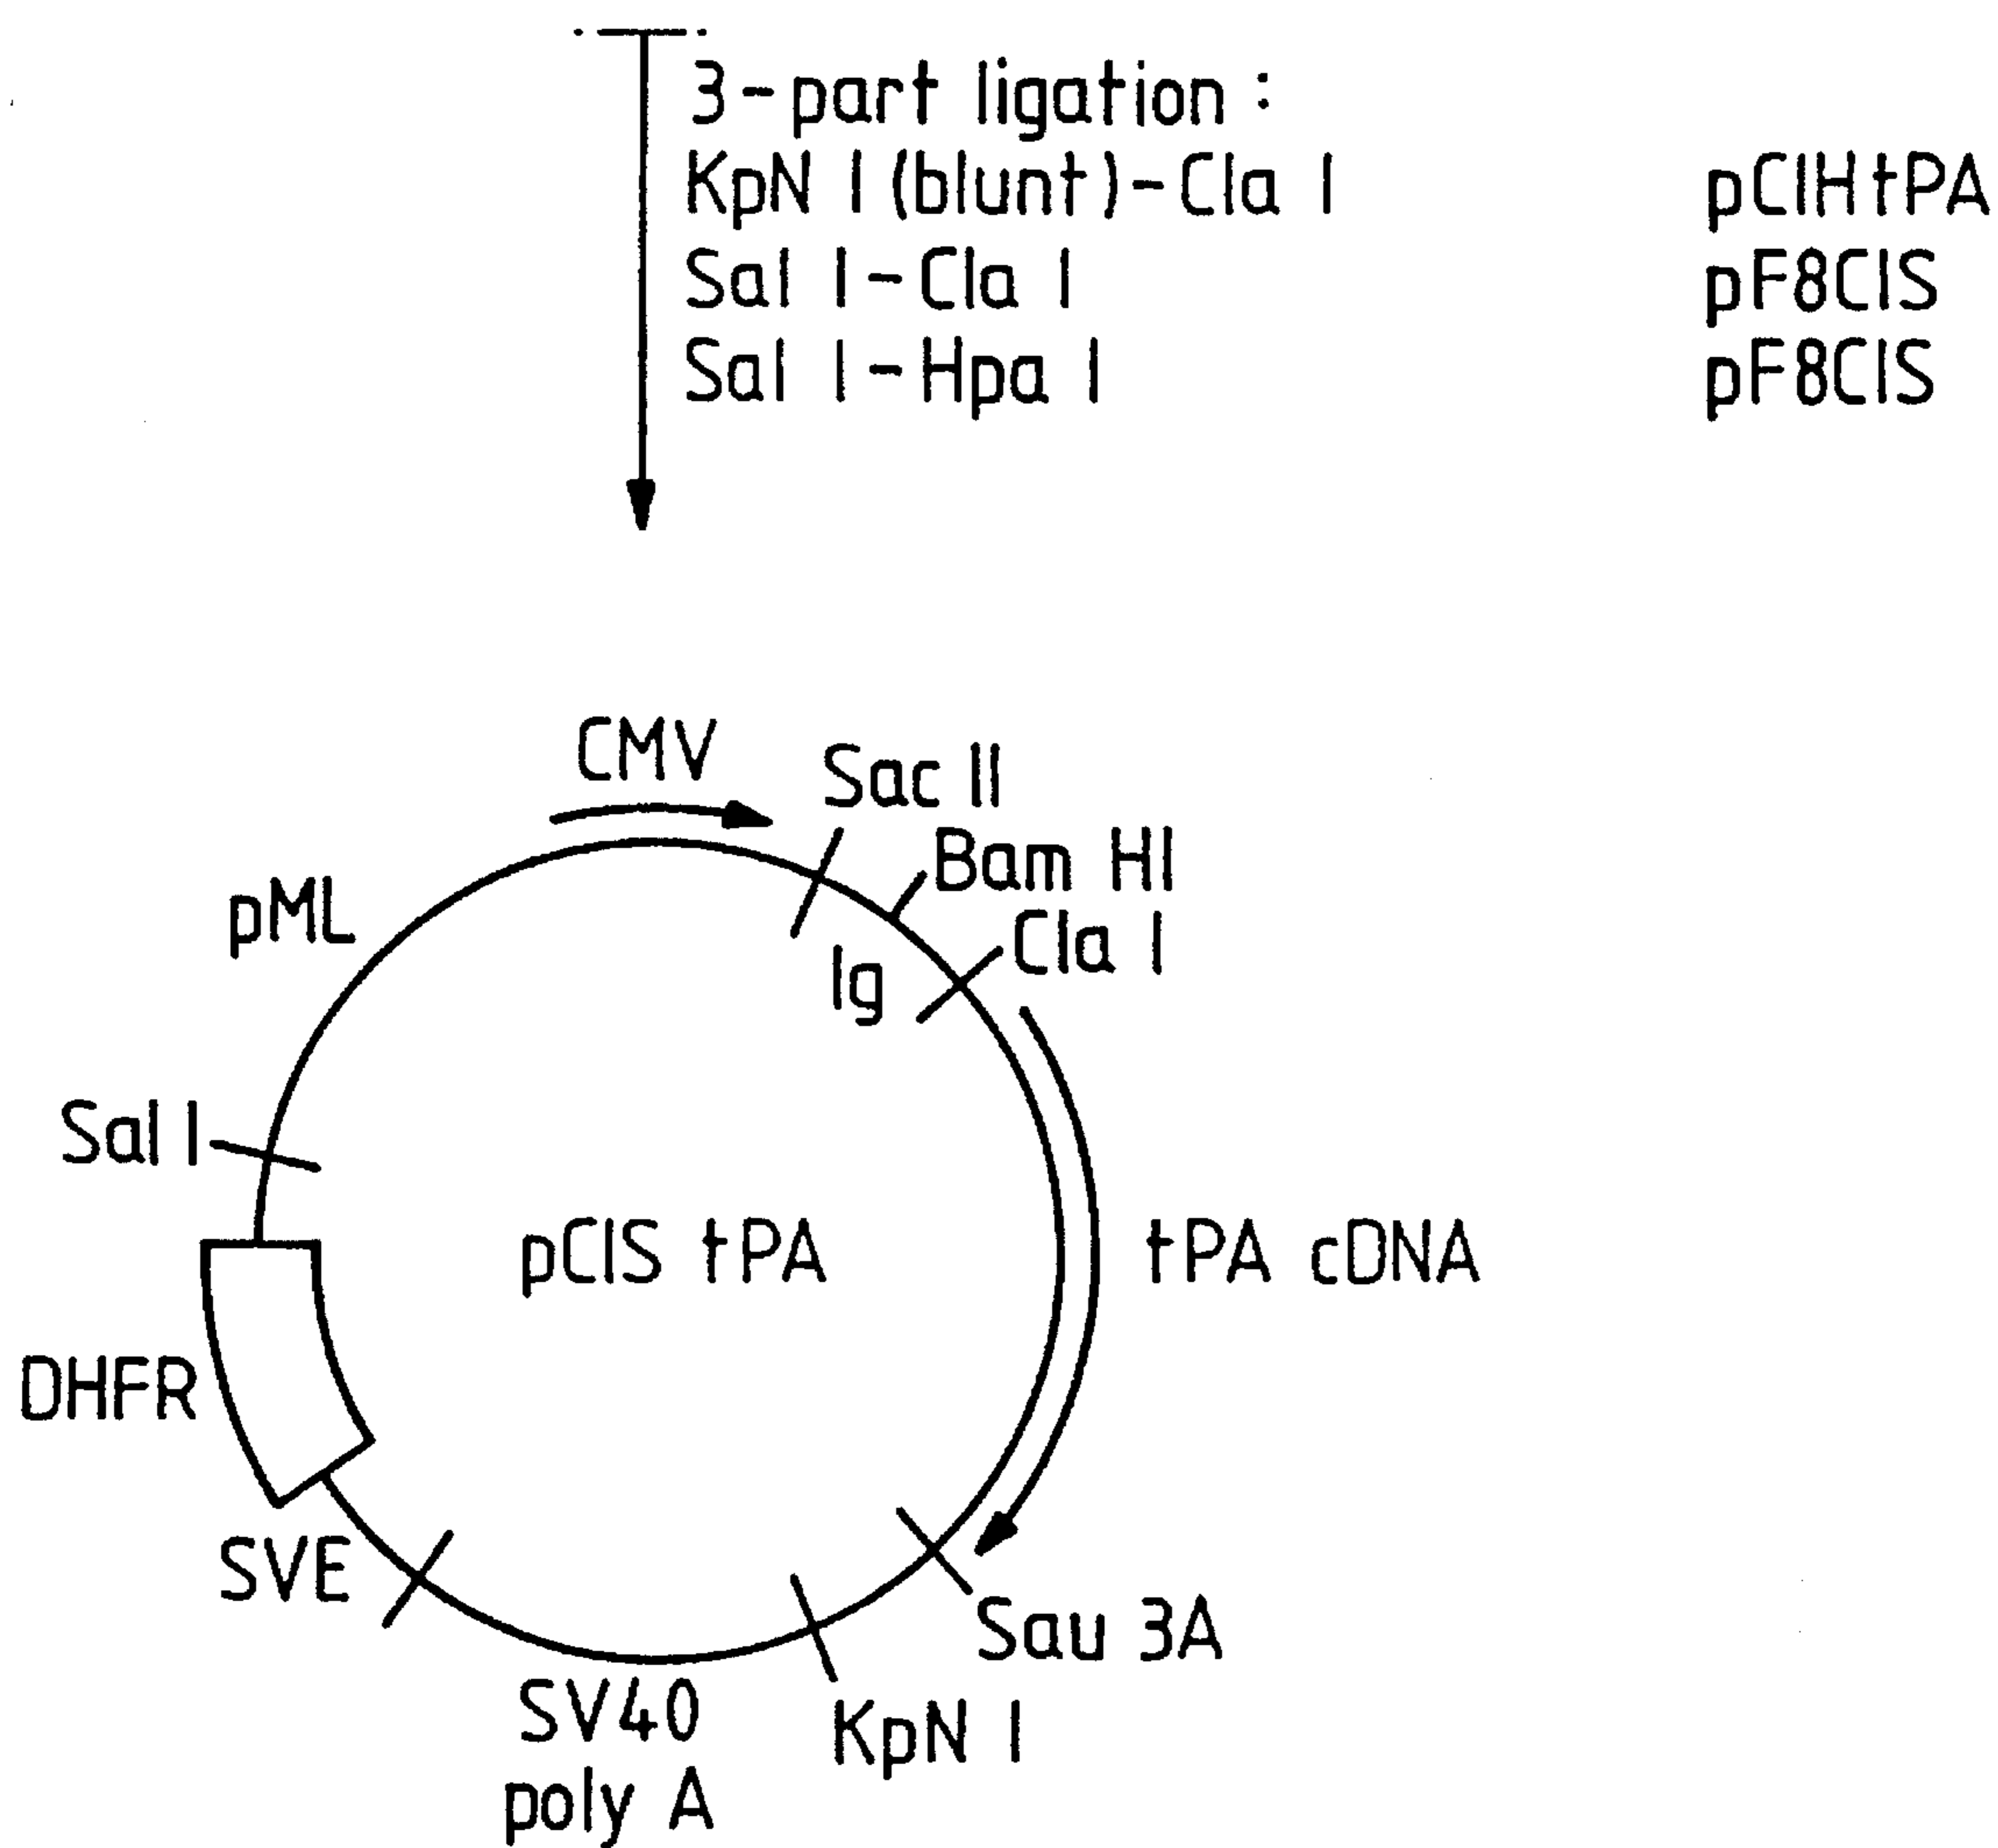 3-part ligation :
KpN I (blunt)-Cla I pCIHtPA
Sal I-Cla I pF8CIS
Sal I-Hpa I pF8CIS
CMV
Sac II
Bam HI
Cla I
pML
Ig
Sal I
pCIS tPA
tPA cDNA
DHFR
SVE
Sau 3A
KpN I
SV40
poly A